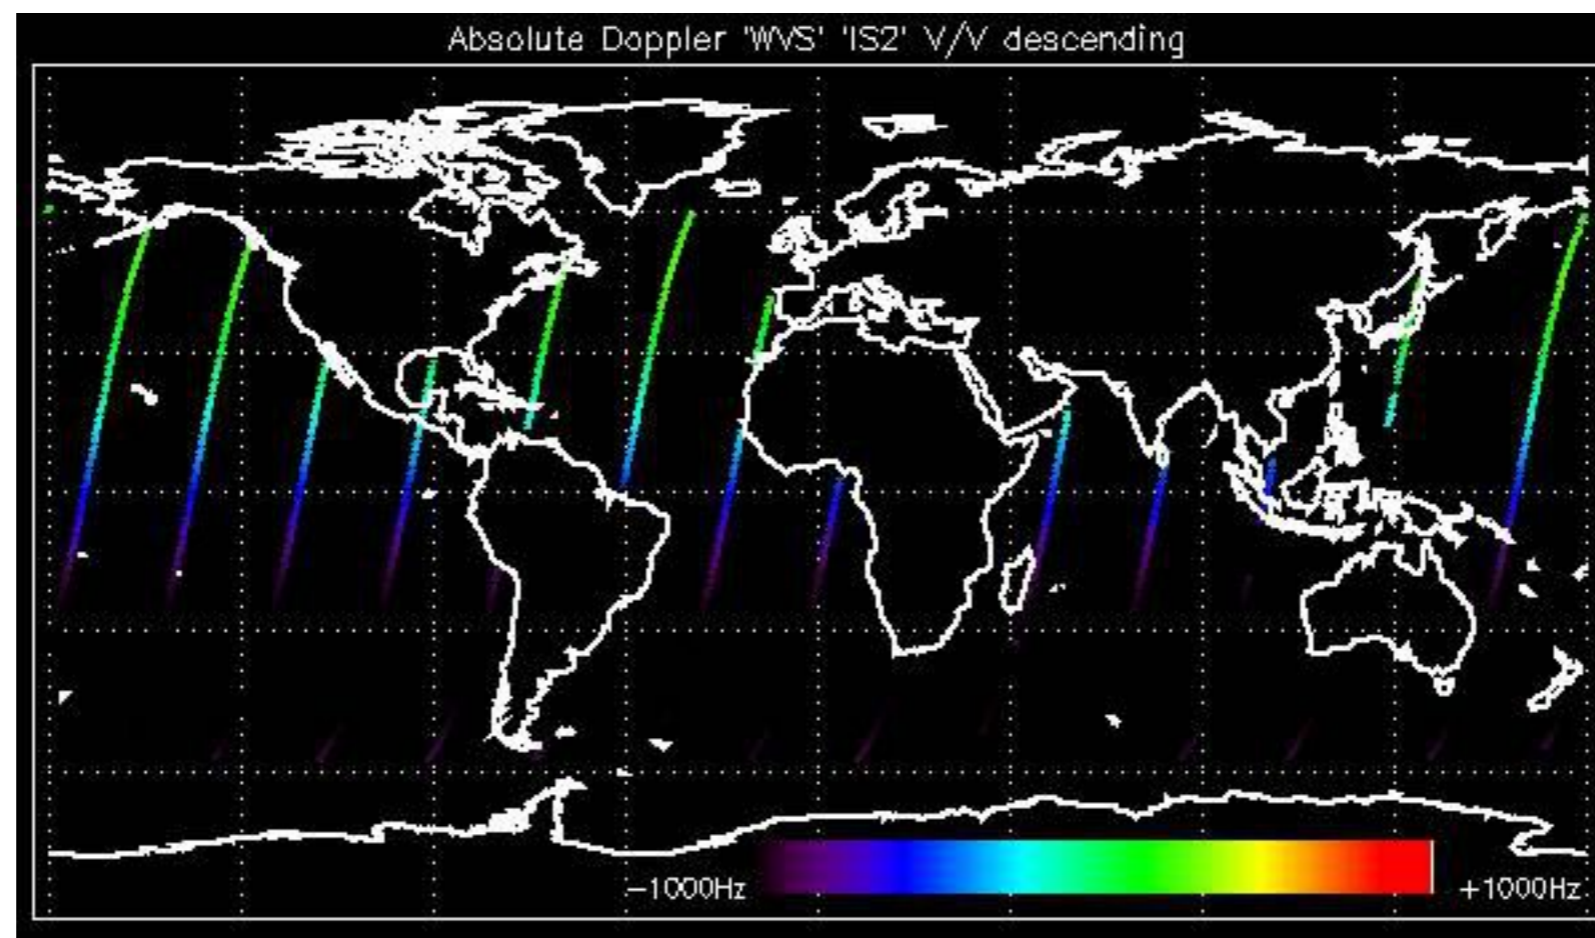 Absolute Doppler 'WVS' 'IS2' V/V descending
−1000Hz +1000Hz